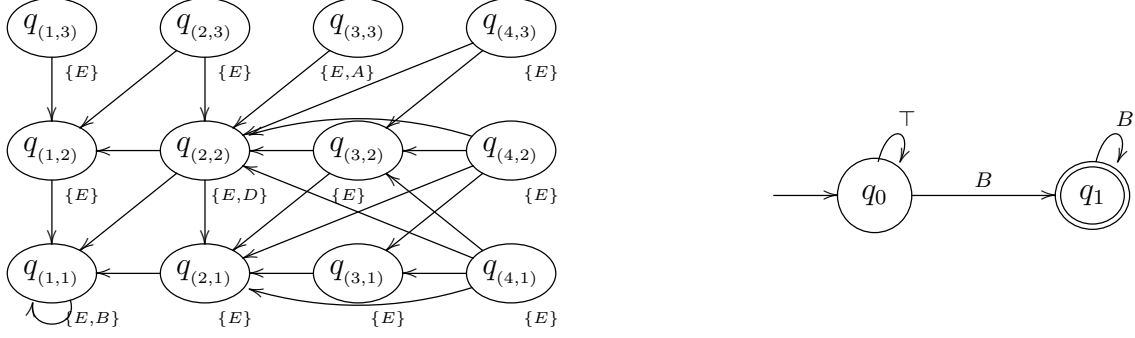 q(1,3) q(2,3) q(3,3) q(4,3)
{E} {E} {E,A} {E}
⊤ B
q(1,2) q(2,2) q(3,2) q(4,2)
{E} {E,D} {E} {E}
q0 B q1
q(1,1) q(2,1) q(3,1) q(4,1)
{E,B} {E} {E} {E}